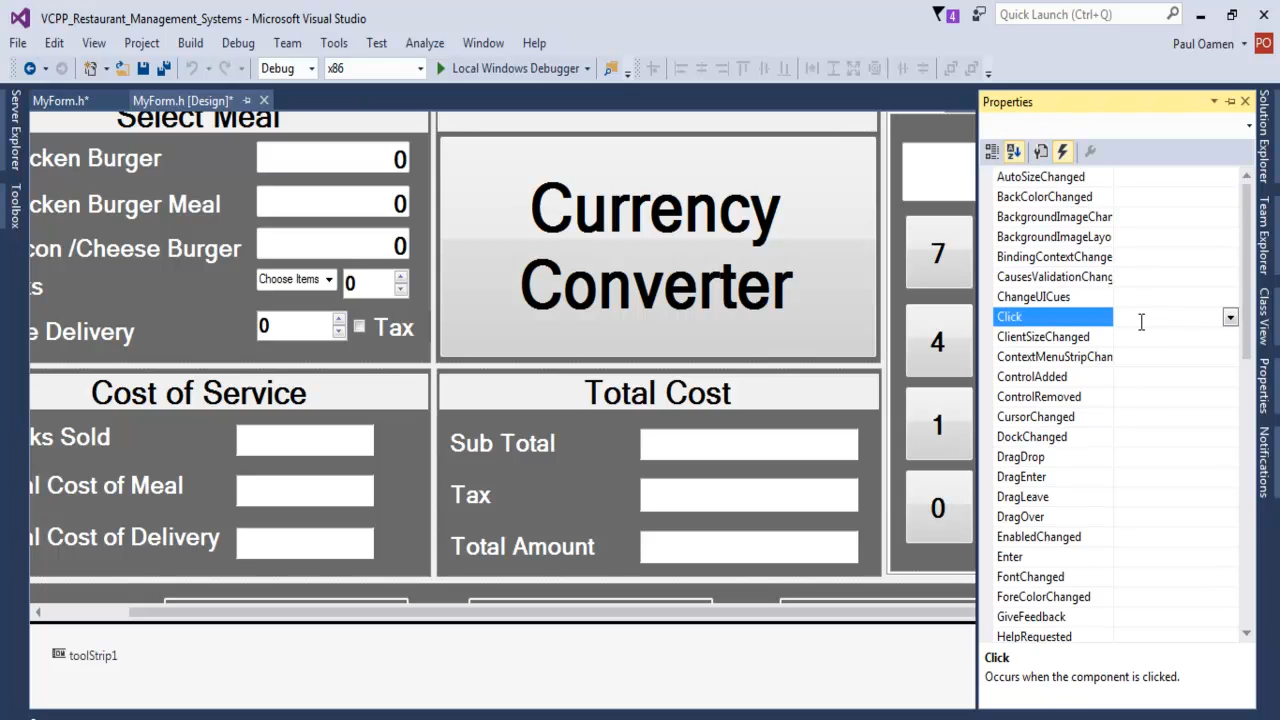 VCPP_Restaurant_Management_Systems - Microsoft Visual Studio
4
Quick Launch (Ctrl+Q)
File Edit View Project Build Debug Team Tools Test Analyze Window Help
Paul Oamen PO
Debug x86 Local Windows Debugger
MyForm.h* MyForm.h [Design]*
Server Explorer
Toolbox
Select Meal
cken Burger 0
cken Burger Meal 0
con /Cheese Burger 0
ks Choose Items 0
e Delivery 0 Tax
Currency
Converter
7
4
1
0
Cost of Service
ks Sold
al Cost of Meal
al Cost of Delivery
Total Cost
Sub Total
Tax
Total Amount
toolStrip1
Properties
AutoSizeChanged
BackColorChanged
BackgroundImageChar
BackgroundImageLayo
BindingContextChange
CausesValidationChang
ChangeUICues
Click
ClientSizeChanged
ContextMenuStripChan
ControlAdded
ControlRemoved
CursorChanged
DockChanged
DragDrop
DragEnter
DragLeave
DragOver
EnabledChanged
Enter
FontChanged
ForeColorChanged
GiveFeedback
HelpRequested
Click
Occurs when the component is clicked.
Solution Explorer
Team Explorer
Class View
Properties
Notifications